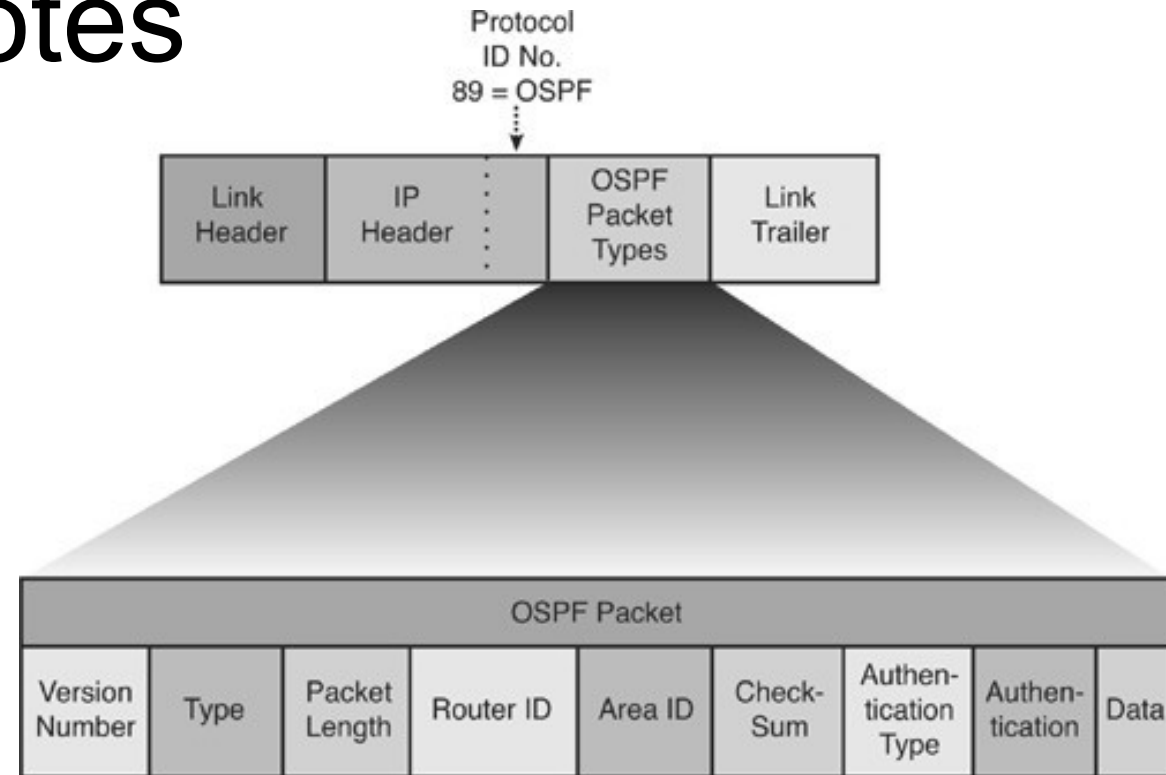 Protocol
ID No.
89 = OSPF
Link
Header
IP
Header
OSPF
Packet
Types
Link
Trailer
OSPF Packet
Version
Number
Type
Packet
Length
Router ID
Area ID
Check-
Sum
Authen-
tication
Type
Authen-
tication
Data